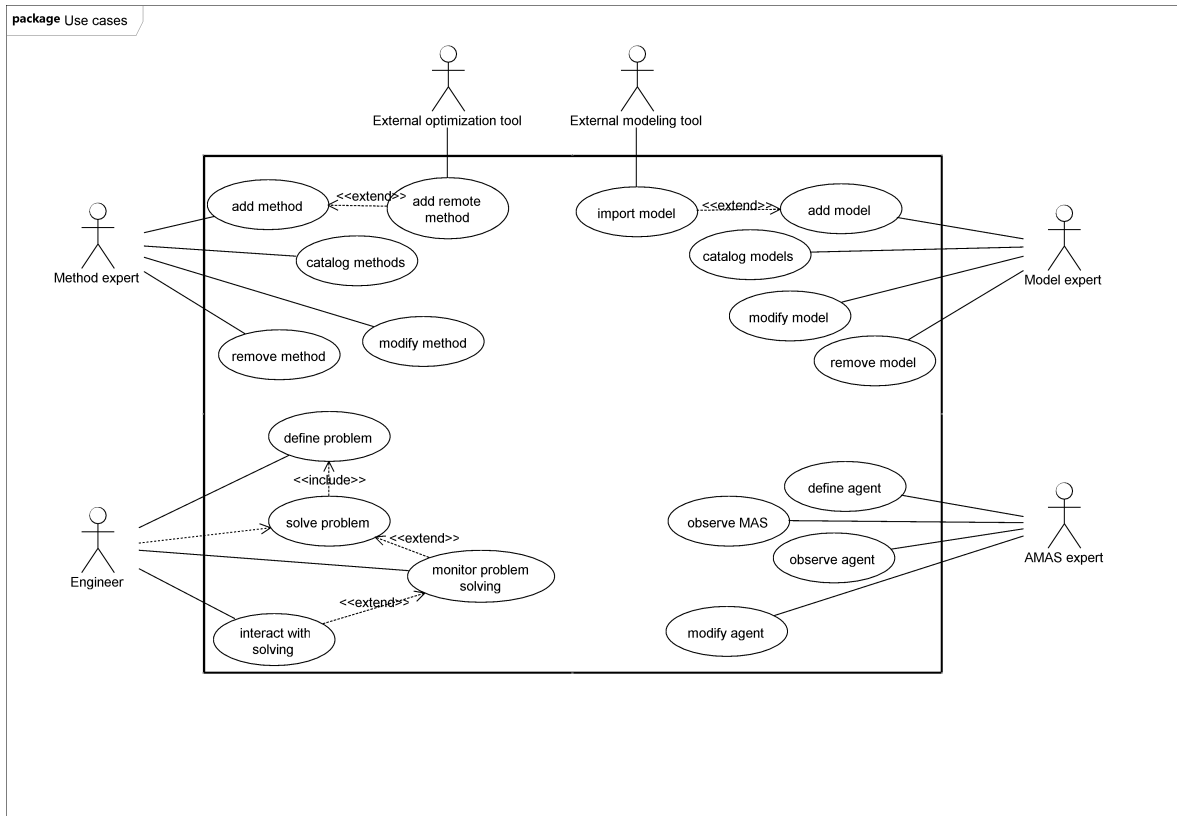 package Use cases
External optimization tool
External modeling tool
<<extend>>
<<extend>>
add method
add remote
method
import model
add model
catalog methods
catalog models
Method expert
Model expert
modify model
modify method
remove method
remove model
define problem
<<include>>
define agent
solve problem
observe MAS
<<extend>>
observe agent
AMAS expert
monitor problem
solving
Engineer
<<extend>>
interact with
solving
modify agent